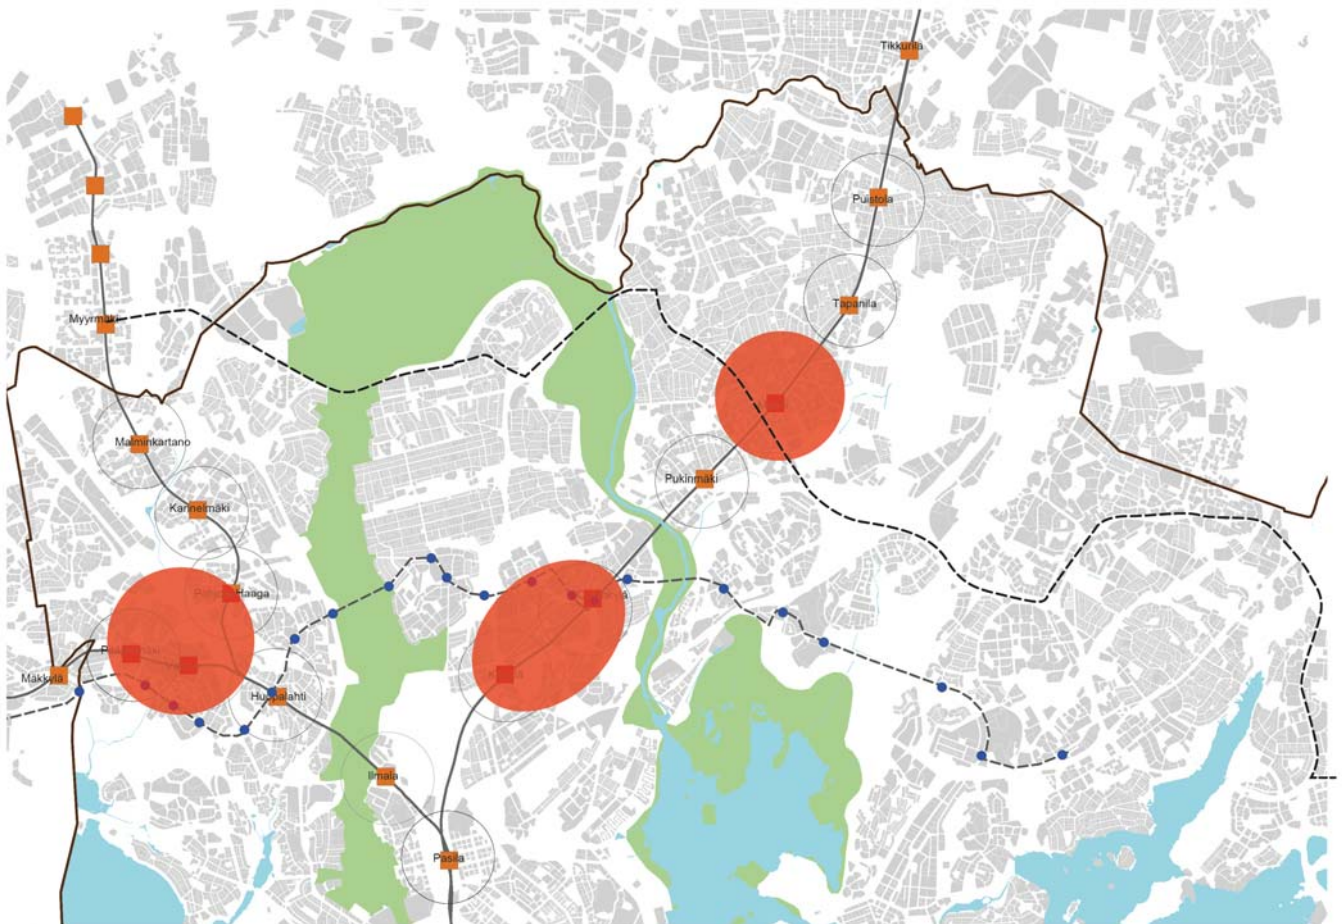 Tikkurila
Puistola
Tapanila
Myyrmäki
Malminkartano
Pukinmäki
Kannelmäki
Haaga
Mäkkylä
Huopalahti
Ilmala
Pasila